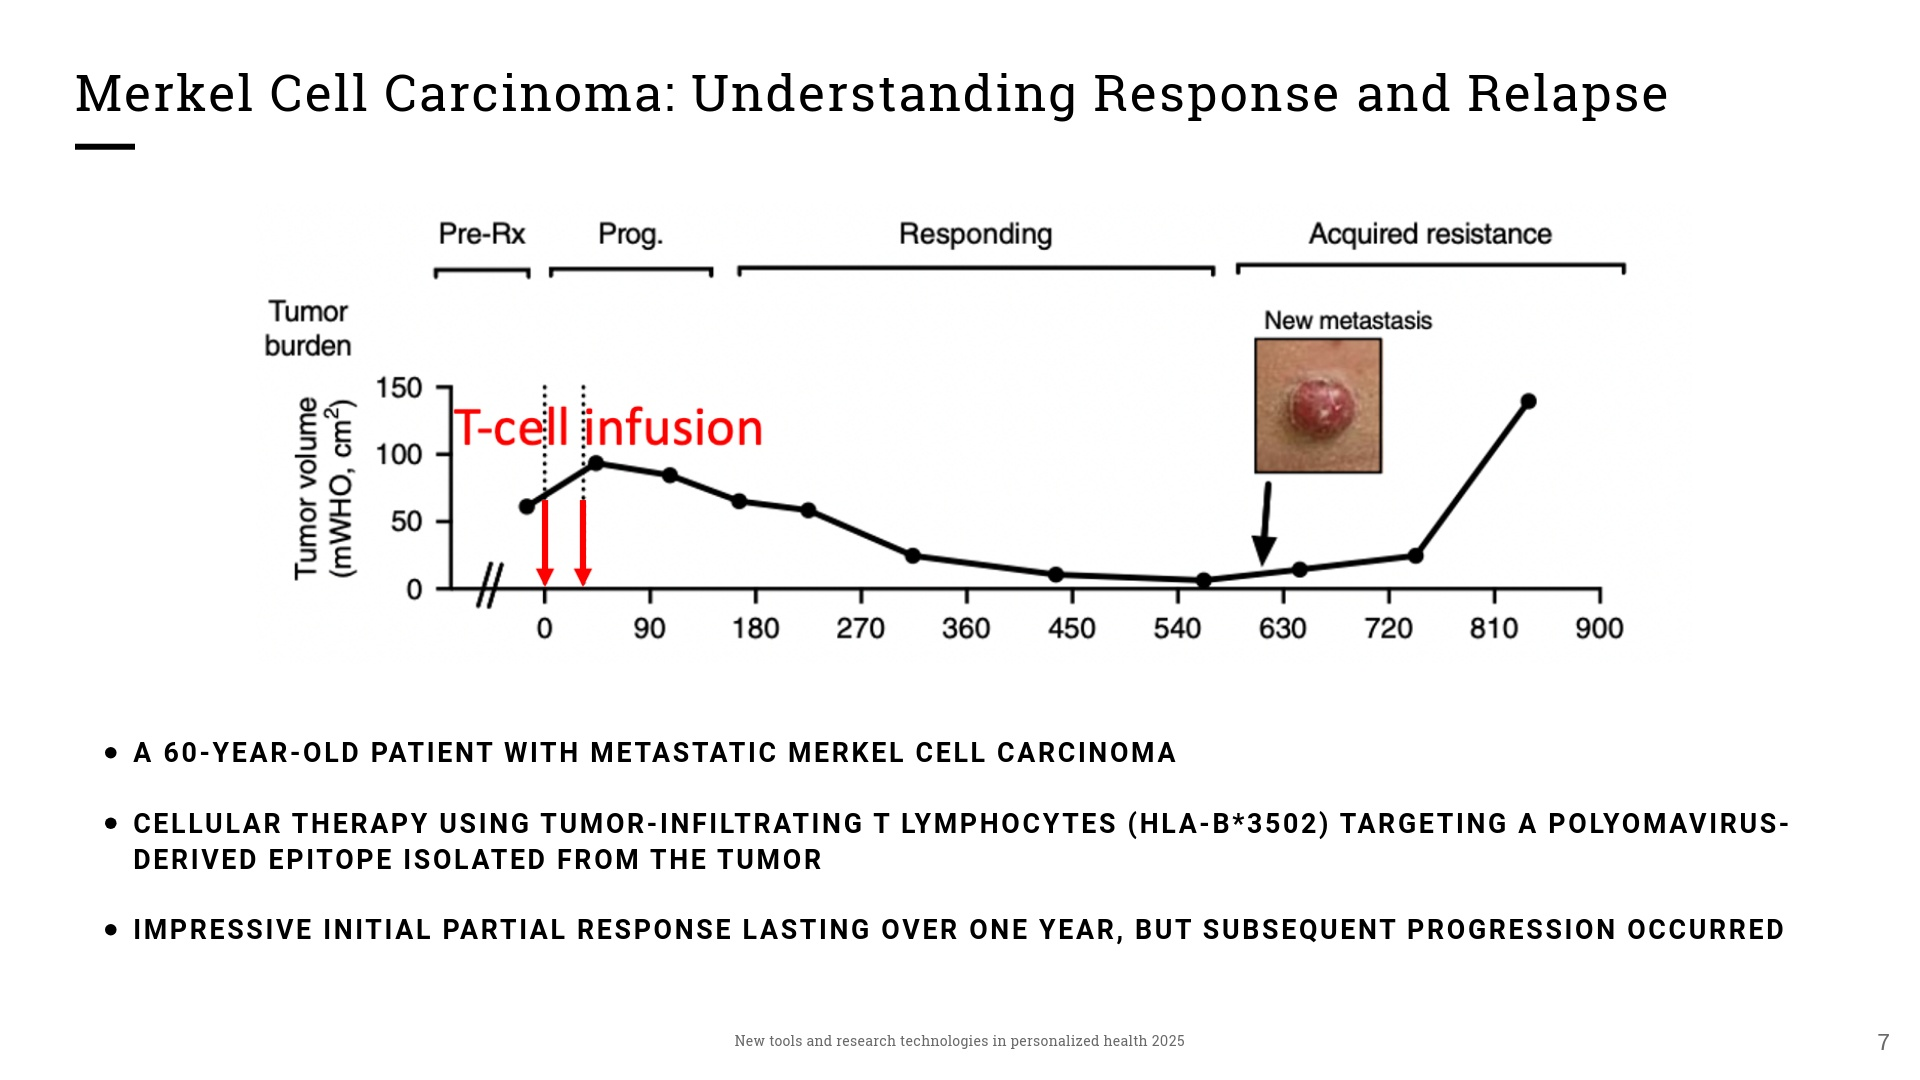 Merkel Cell Carcinoma: Understanding Response and Relapse
Pre-Rx
Prog.
Responding
Acquired resistance
Tumor
burden
New metastasis
Tumor volume
(mWHO, cm²)
150
100
50
0
T-cell infusion
0 90 180 270 360 450 540 630 720 810 900
• A 60-YEAR-OLD PATIENT WITH METASTATIC MERKEL CELL CARCINOMA
• CELLULAR THERAPY USING TUMOR-INFILTRATING T LYMPHOCYTES (HLA-B*3502) TARGETING A POLYOMAVIRUS-
DERIVED EPITOPE ISOLATED FROM THE TUMOR
• IMPRESSIVE INITIAL PARTIAL RESPONSE LASTING OVER ONE YEAR, BUT SUBSEQUENT PROGRESSION OCCURRED
New tools and research technologies in personalized health 2025
7